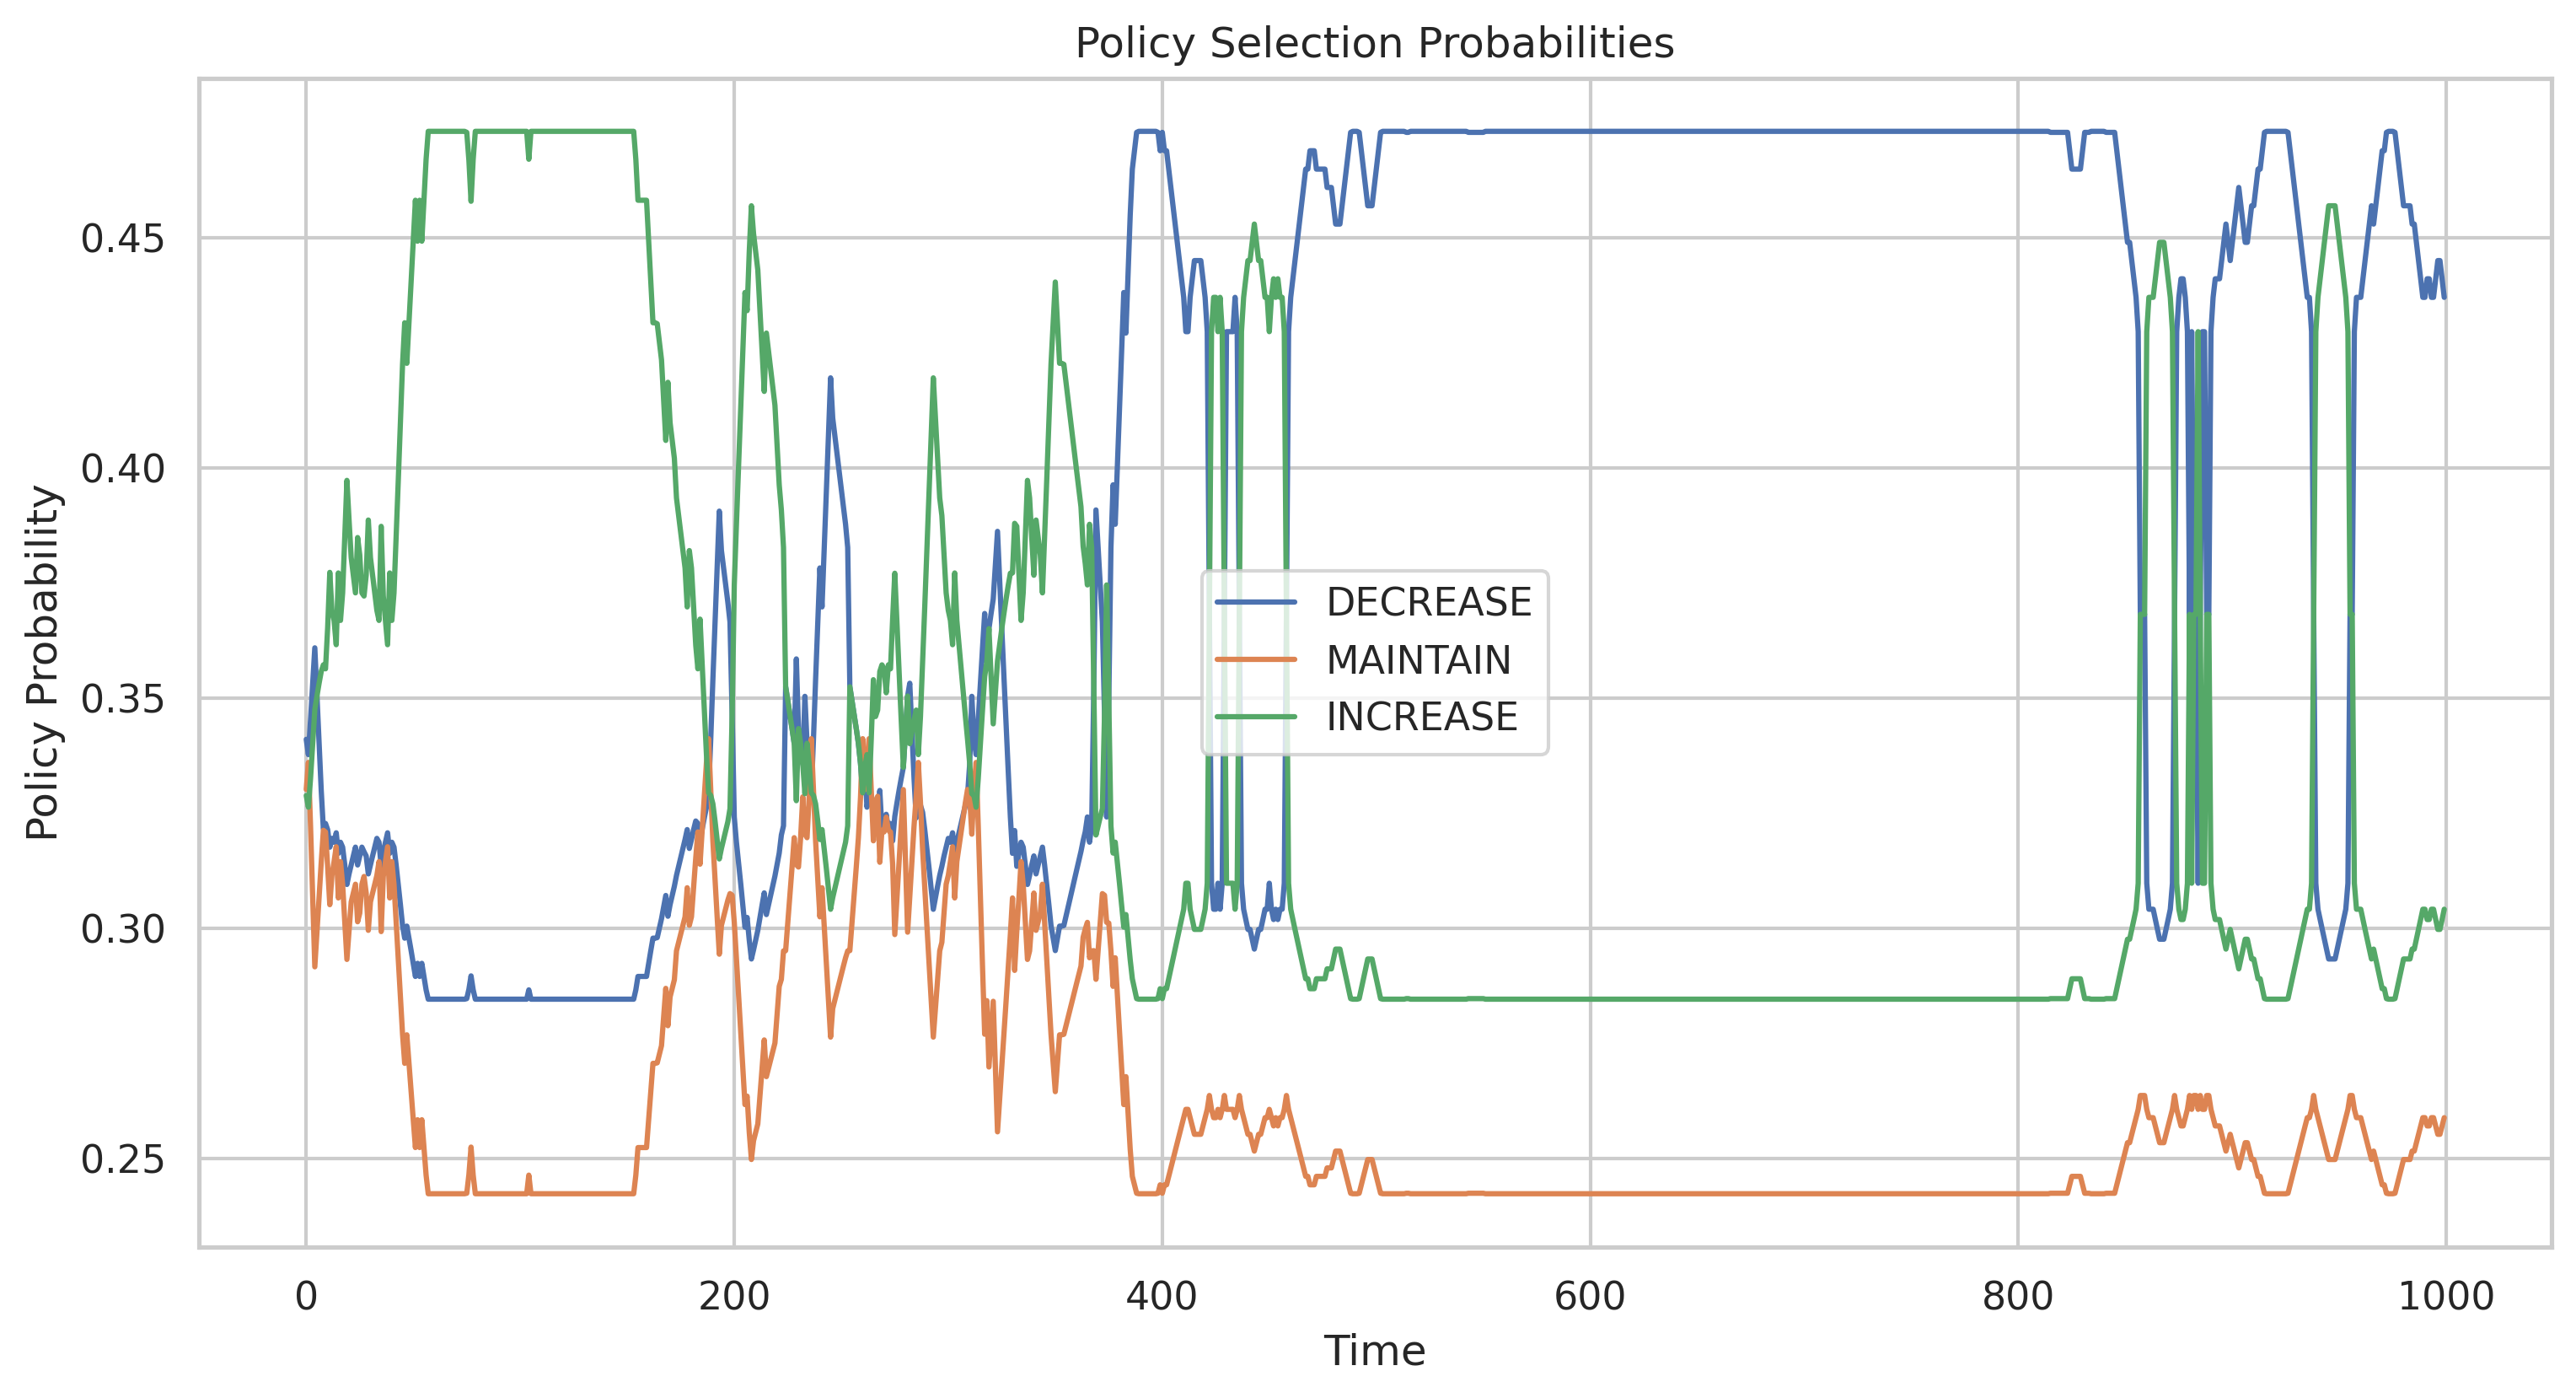 Policy Selection Probabilities
Policy Probability
0.45
0.40
0.35
0.30
0.25
DECREASE
MAINTAIN
INCREASE
0 200 400 600 800 1000
Time